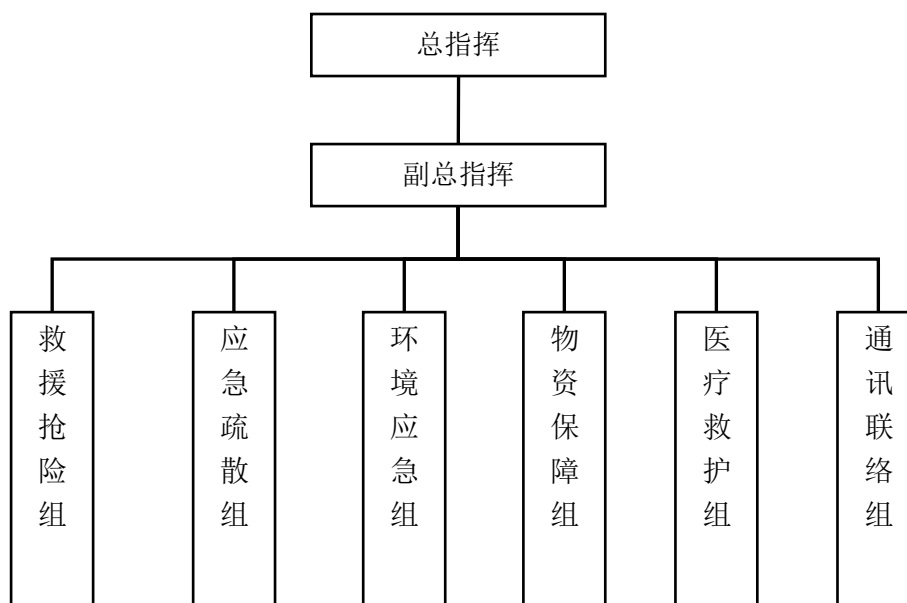 总指挥
副总指挥
救援抢险组
应急疏散组
环境应急组
物资保障组
医疗救护组
通讯联络组